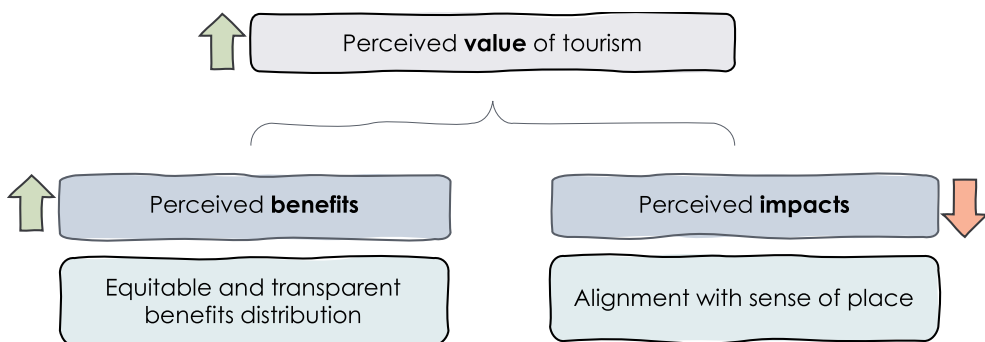 Perceived value of tourism
Perceived benefits
Perceived impacts
Equitable and transparent
benefits distribution
Alignment with sense of place